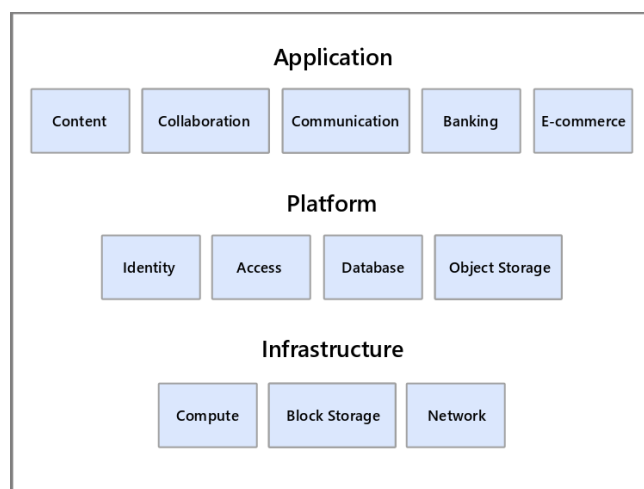 Application
Content Collaboration Communication Banking E-commerce
Platform
Identity Access Database Object Storage
Infrastructure
Compute Block Storage Network